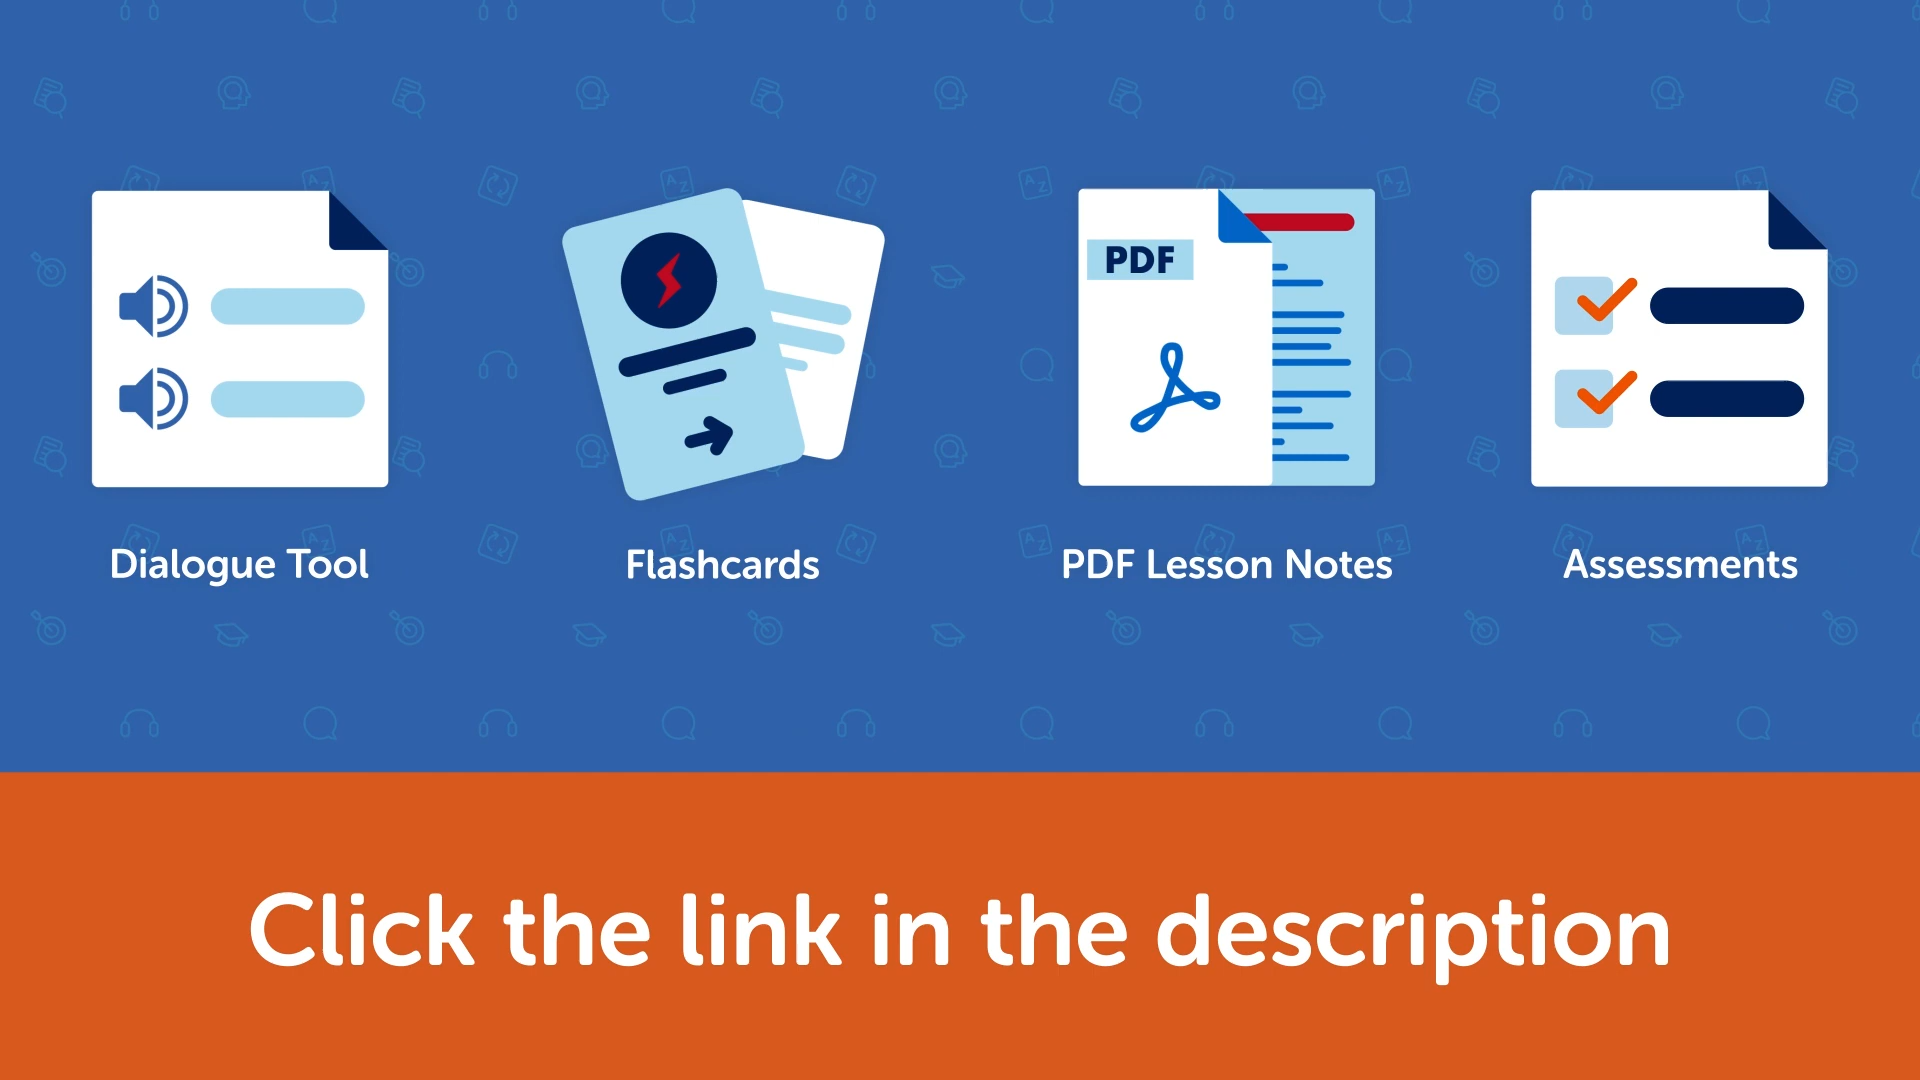 PDF
Dialogue Tool
Flashcards
PDF Lesson Notes
Assessments
Click the link in the description